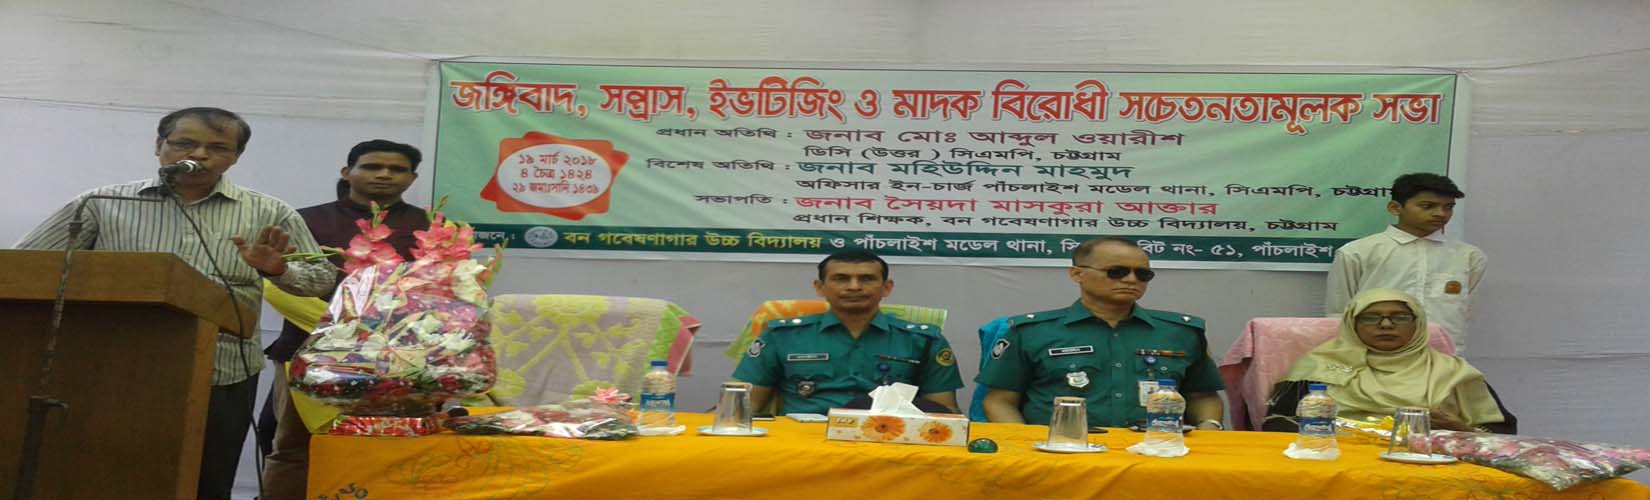 জঙ্গিবাদ, সন্ত্রাস, ইভটিজিং ও মাদক বিরোধী সচেতনতামূলক সভা
প্রধান অতিথি : জনাব মোঃ আব্দুল ওয়ারীশ
ডিসি (উত্তর ) সিএমপি, চট্টগ্রাম
বিশেষ অতিথি : জনাব মহিউদ্দিন মাহমুদ
অফিসার ইন-চার্জ পাঁচলাইশ মডেল থানা, সিএমপি,
সভাপতি : জনাব সৈয়দা মাসকুরা আক্তার
প্রধান শিক্ষক, বন গবেষণাগার উচ্চ বিদ্যালয়, চট্টগ্রাম
১৯ মার্চ ২০১৮
৪ চৈত্র ১৪২৪
২৯ জমাঃসানি ১৪৩৯
বন গবেষণাগার উচ্চ বিদ্যালয় ও পাঁচলাইশ মডেল থানা, বিট নং- ৫১, পাঁচলাইশ